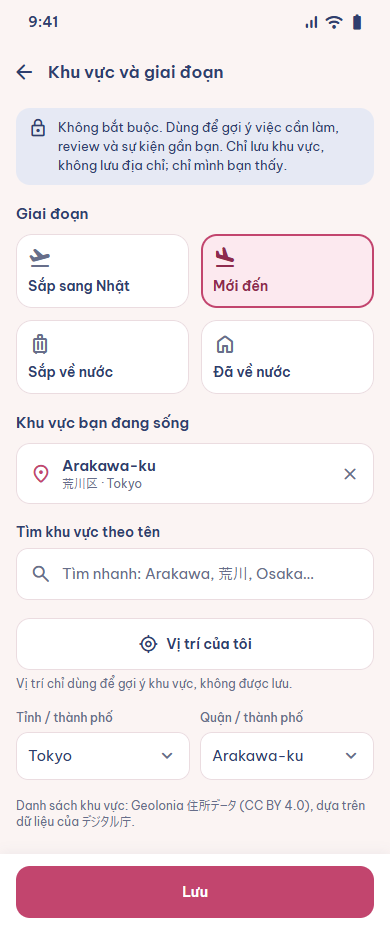 9:41
Khu vực và giai đoạn
Không bắt buộc. Dùng để gợi ý việc cần làm,
review và sự kiện gần bạn. Chỉ lưu khu vực,
không lưu địa chỉ; chỉ mình bạn thấy.
Giai đoạn
Sắp sang Nhật
Mới đến
Sắp về nước
Đã về nước
Khu vực bạn đang sống
Arakawa-ku
荒川区 · Tokyo
Tìm khu vực theo tên
Tìm nhanh: Arakawa, 荒川, Osaka...
Vị trí của tôi
Vị trí chỉ dùng để gợi ý khu vực, không được lưu.
Tỉnh / thành phố
Quận / thành phố
Tokyo
Arakawa-ku
Danh sách khu vực: Geolonia 住所データ (CC BY 4.0), dựa trên
dữ liệu của デジタル庁.
Lưu